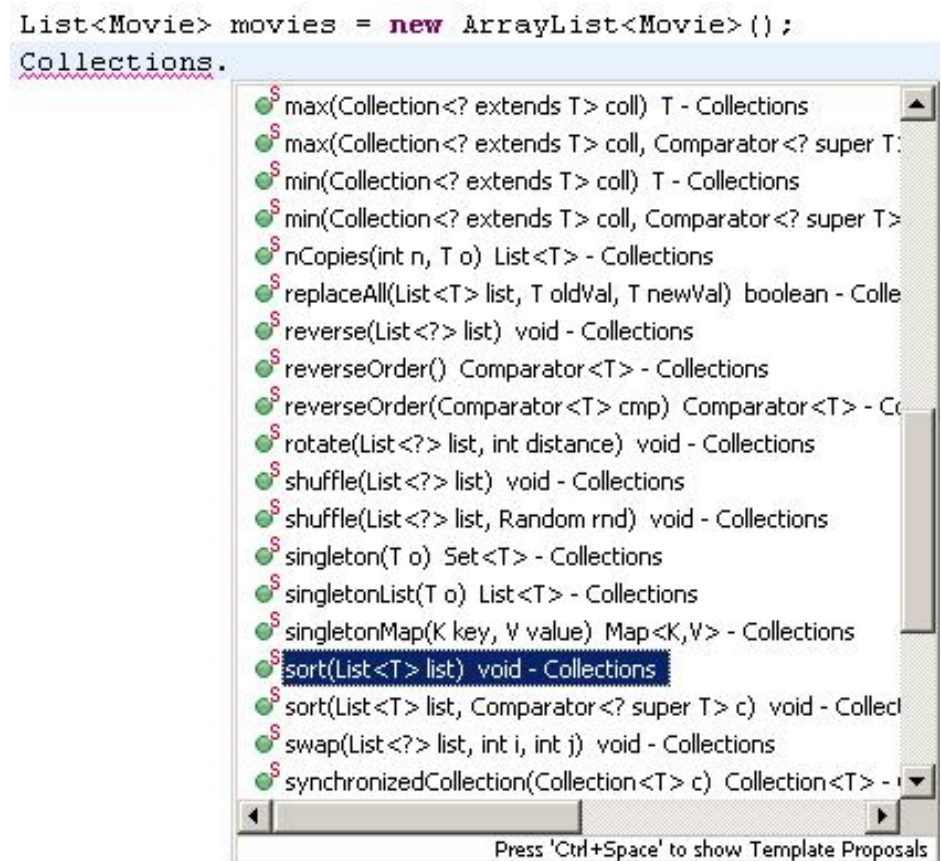 List<Movie> movies = new ArrayList<Movie>();
Collections.
S max(Collection<? extends T> coll) T - Collections
S max(Collection<? extends T> coll, Comparator<? super T>
S min(Collection<? extends T> coll) T - Collections
S min(Collection<? extends T> coll, Comparator<? super T>
S nCopies(int n, T o) List<T> - Collections
S replaceAll(List<T> list, T oldVal, T newVal) boolean - Colle
S reverse(List<?> list) void - Collections
S reverseOrder() Comparator<T> - Collections
S reverseOrder(Comparator<T> cmp) Comparator<T> - Co
S rotate(List<?> list, int distance) void - Collections
S shuffle(List<?> list) void - Collections
S shuffle(List<?> list, Random rnd) void - Collections
S singleton(T o) Set<T> - Collections
S singletonList(T o) List<T> - Collections
S singletonMap(K key, V value) Map<K,V> - Collections
S sort(List<T> list) void - Collections
S sort(List<T> list, Comparator<? super T> c) void - Collect
S swap(List<?> list, int i, int j) void - Collections
S synchronizedCollection(Collection<T> c) Collection<T> -
Press 'Ctrl+Space' to show Template Proposals